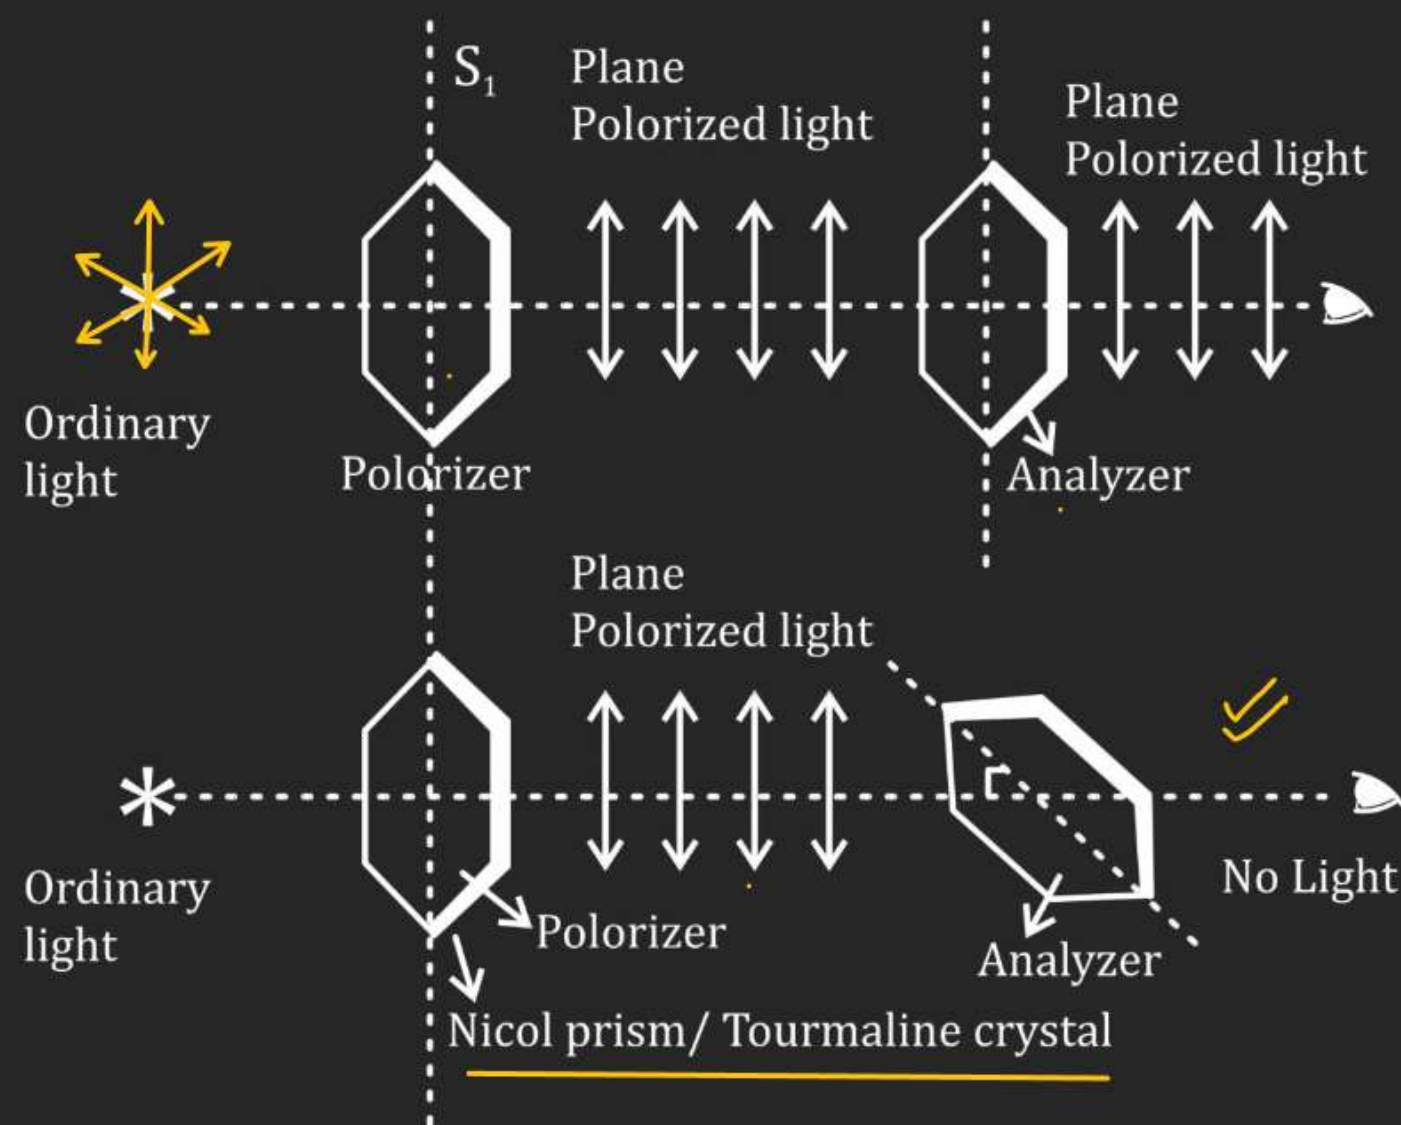 S₁
Plane
Polorized light
Plane
Polorized light
Ordinary
light
Polorizer
Analyzer
Plane
Polorized light
Ordinary
light
No Light
Polorizer
Analyzer
Nicol prism/ Tourmaline crystal